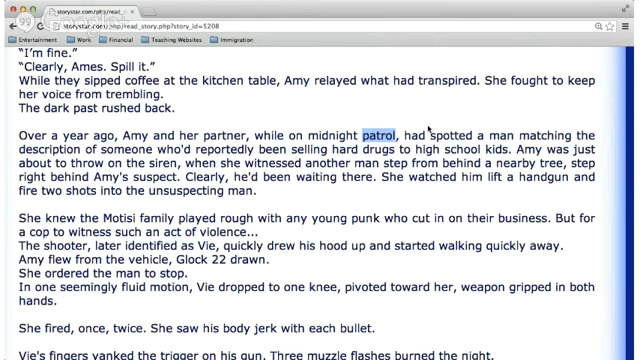 storystar.com/php/read_
Google+
storystar.com/php/read_story.php?story_id=5208
Entertainment Work Financial Teaching Websites Immigration
"I'm fine."
"Clearly, Ames. Spill it."
While they sipped coffee at the kitchen table, Amy relayed what had transpired. She fought to keep
her voice from trembling.
The dark past rushed back.
Over a year ago, Amy and her partner, while on midnight patrol, had spotted a man matching the
description of someone who'd reportedly been selling hard drugs to high school kids. Amy was just
about to throw on the siren, when she witnessed another man step from behind a nearby tree, step
right behind Amy's suspect. Clearly, he'd been waiting there. She watched him lift a handgun and
fire two shots into the unsuspecting man.
She knew the Motisi family played rough with any young punk who cut in on their business. But for
a cop to witness such an act of violence...
The shooter, later identified as Vie, quickly drew his hood up and started walking quickly away.
Amy flew from the vehicle, Glock 22 drawn.
She ordered the man to stop.
In one seemingly fluid motion, Vie dropped to one knee, pivoted toward her, weapon gripped in both
hands.
She fired, once, twice. She saw his body jerk with each bullet.
Vie's fingers yanked the trigger on his gun. Three muzzle flashes burned the night.